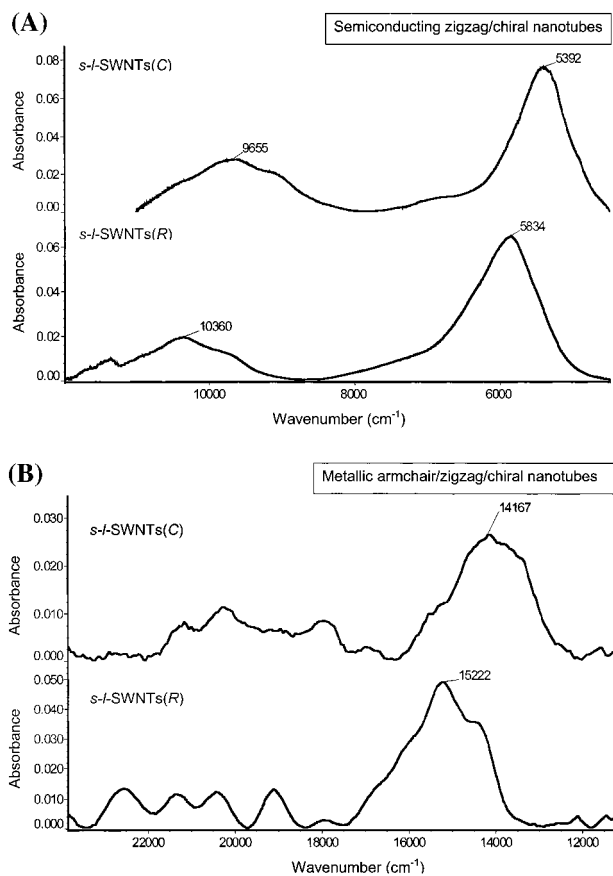 (A)
Semiconducting zigzag/chiral nanotubes
s-l-SWNTs(C)
5392
0.08
0.06
0.04
0.02
0.00
Absorbance
9655
s-l-SWNTs(R)
5834
0.06
0.04
0.02
0.00
Absorbance
10360
10000
8000
6000
Wavenumber (cm-1)
(B)
Metallic armchair/zigzag/chiral nanotubes
s-l-SWNTs(C)
14167
0.030
0.020
0.010
0.000
Absorbance
s-l-SWNTs(R)
15222
0.050
0.040
0.030
0.020
0.010
0.000
Absorbance
22000
20000
18000
16000
14000
12000
Wavenumber (cm-1)